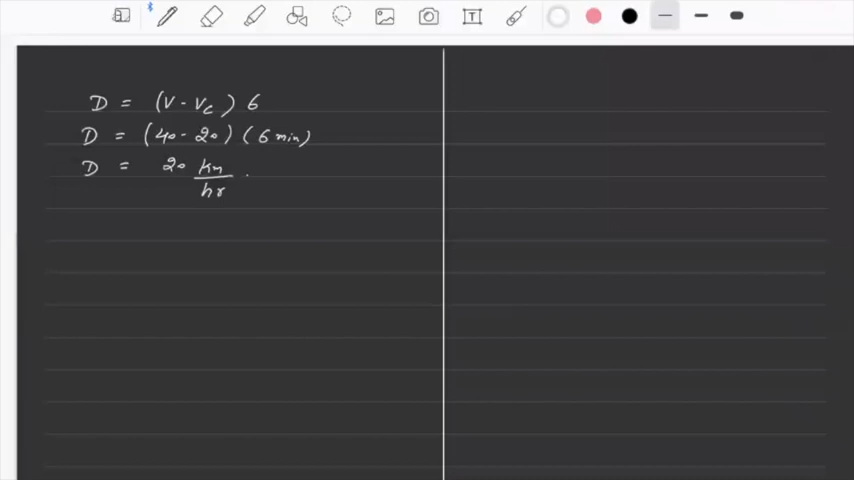 D = (V - Vc) 6
D = (40 - 20) (6 min)
D = 20 km/hr .